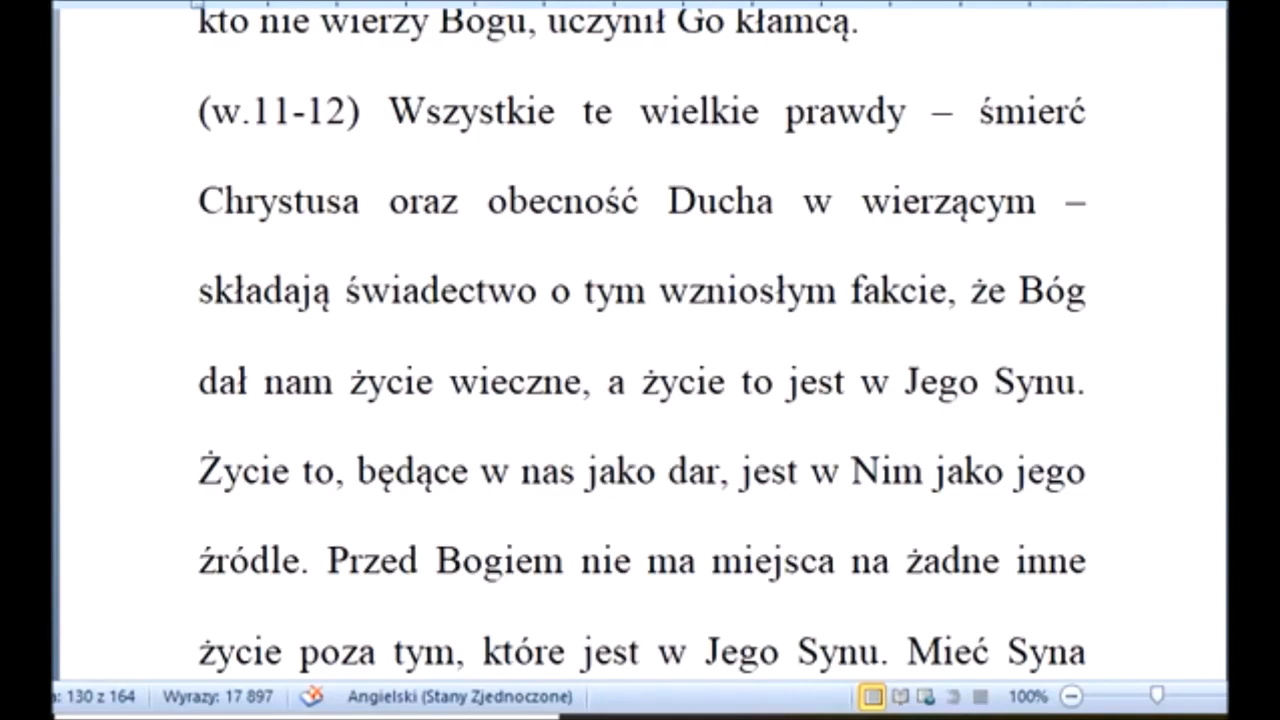 kto nie wierzy Bogu, uczynił Go kłamcą.
(w.11-12) Wszystkie te wielkie prawdy – śmierć
Chrystusa oraz obecność Ducha w wierzącym –
składają świadectwo o tym wzniosłym fakcie, że Bóg
dał nam życie wieczne, a życie to jest w Jego Synu.
Życie to, będące w nas jako dar, jest w Nim jako jego
źródle. Przed Bogiem nie ma miejsca na żadne inne
życie poza tym, które jest w Jego Synu. Mieć Syna
: 130 z 164 Wyrazy: 17 897 Angielski (Stany Zjednoczone) 100%